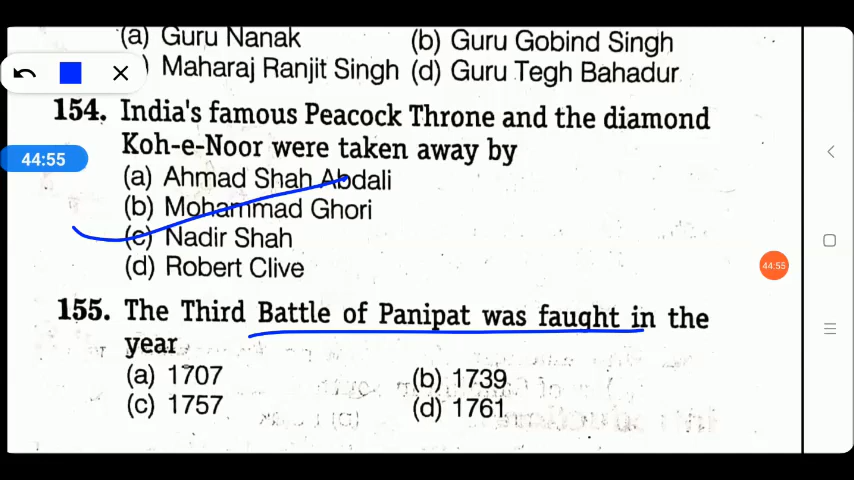 (a) Guru Nanak (b) Guru Gobind Singh
) Maharaj Ranjit Singh (d) Guru Tegh Bahadur
154. India's famous Peacock Throne and the diamond
Koh-e-Noor were taken away by
44:55
(a) Ahmad Shah Abdali
(b) Mohammad Ghori
(c) Nadir Shah
(d) Robert Clive
44:55
155. The Third Battle of Panipat was faught in the
year
(a) 1707 (b) 1739
(c) 1757 (d) 1761